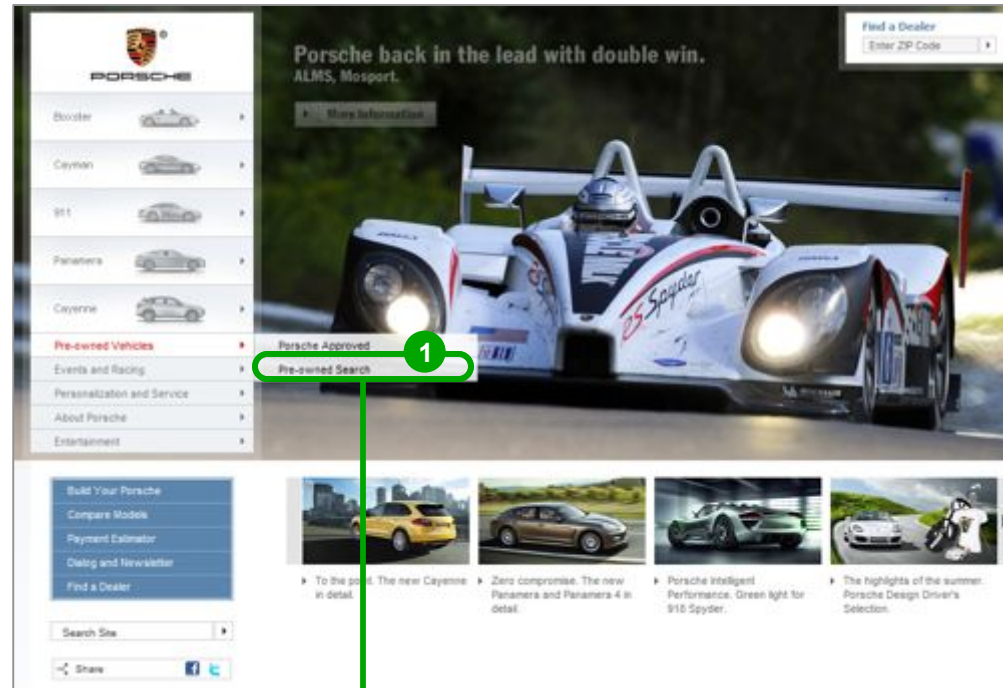 PORSCHE
Boxster
Cayman
911
Panamera
Cayenne
Pre-owned Vehicles
Events and Racing
Personalization and Service
About Porsche
Entertainment
Porsche Approved
Pre-owned Search
1
Porsche back in the lead with double win.
ALMS, Mosport.
More Information
Find a Dealer
Enter ZIP Code
RS Spyder
Build Your Porsche
Compare Models
Payment Estimator
Dialog and Newsletter
Find a Dealer
Search Site
Share
To the point. The new Cayenne
in detail.
Zero compromise. The new
Panamera and Panamera 4 in
detail.
Porsche Intelligent
Performance. Green light for
918 Spyder.
The highlights of the summer.
Porsche Design Driver's
Selection.